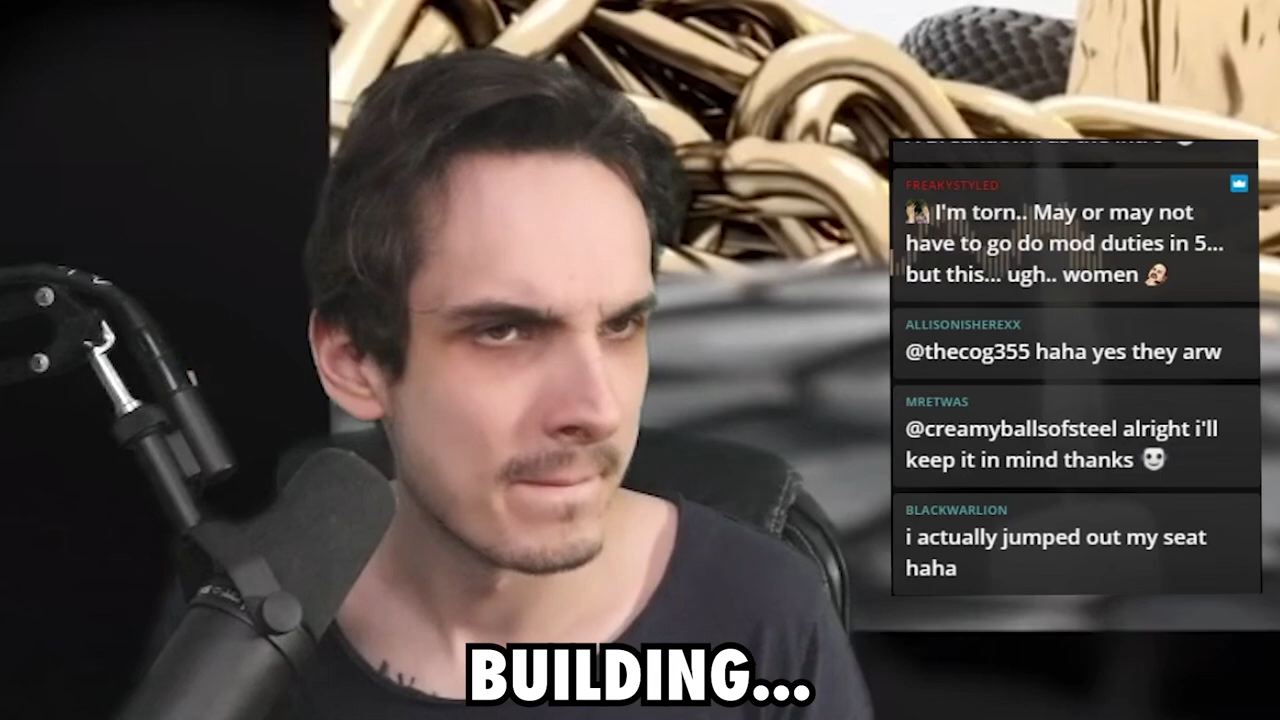 FREAKYSTYLED
I'm torn.. May or may not
have to go do mod duties in 5...
but this... ugh.. women
ALLISONISHEREXX
@thecog355 haha yes they arw
MRETWAS
@creamyballsofsteel alright i'll
keep it in mind thanks
BLACKWARLION
i actually jumped out my seat
haha
BUILDING...